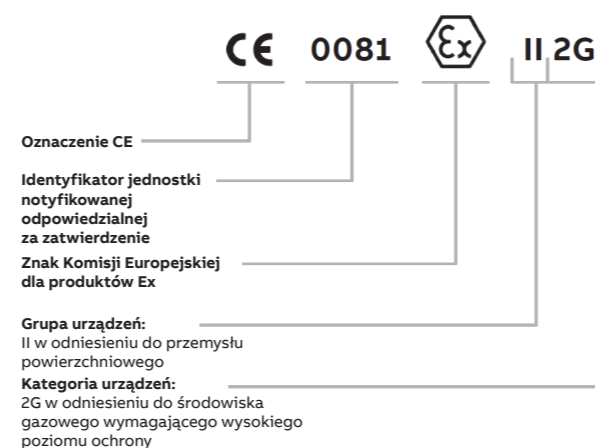 CE 0081 Ex II 2G
Oznaczenie CE
Identyfikator jednostki
notyfikowanej
odpowiedzialnej
za zatwierdzenie
Znak Komisji Europejskiej
dla produktów Ex
Grupa urządzeń:
II w odniesieniu do przemysłu
powierzchniowego
Kategoria urządzeń:
2G w odniesieniu do środowiska
gazowego wymagającego wysokiego
poziomu ochrony